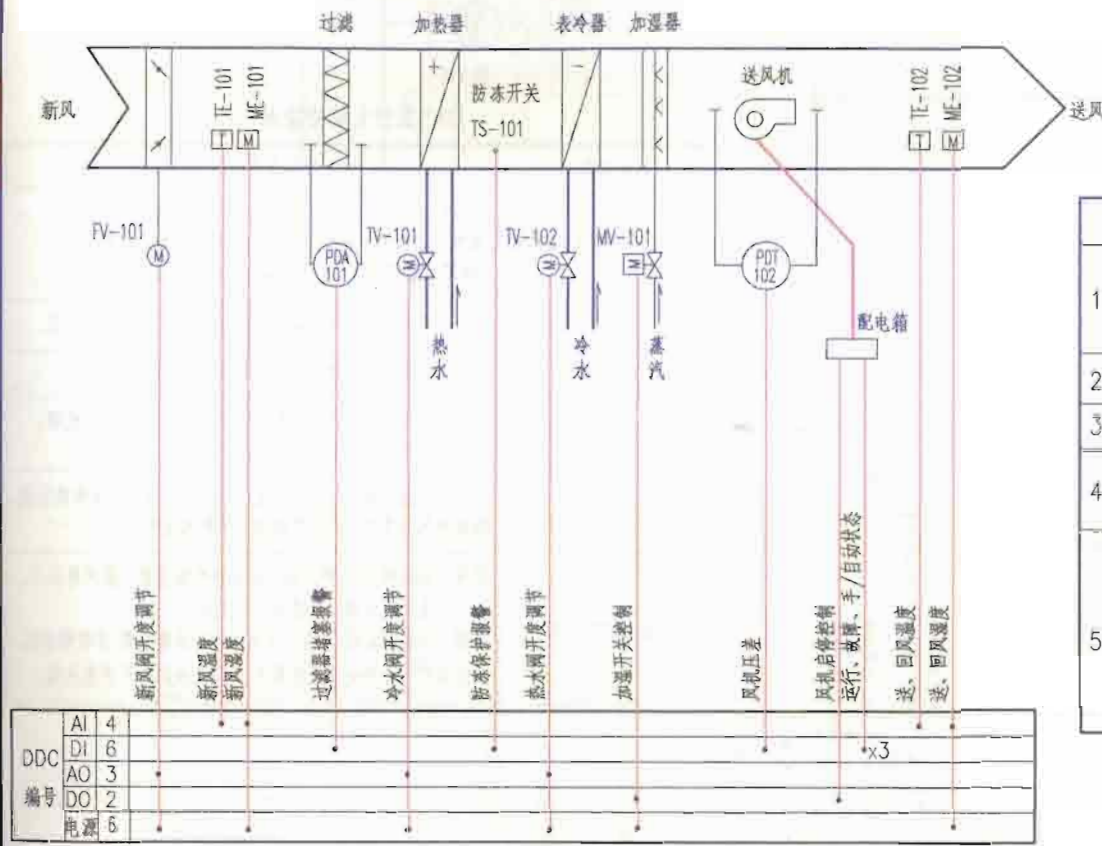 过滤 加热器 表冷器 加湿器
新风
TE-101
ME-101
T M
+
防冻开关
TS-101
−
送风机
TE-102
ME-102
T M
送风
FV-101
M
PDA
101
TV-101
M
TV-102
M
MV-101
M
PDT
102
热水
冷水
蒸汽
配电箱
新风阀开度调节
新风温度
新风湿度
过滤器堵塞报警
冷水阀开度调节
防冻保护报警
热水阀开度调节
加湿开关控制
风机压差
风机启停控制
运行、故障、手/自动状态
送、回风温度
送、回风湿度
DDC
编号
AI 4
DI 6
x3
AO 3
DO 2
电源 6
1
2
3
4
5